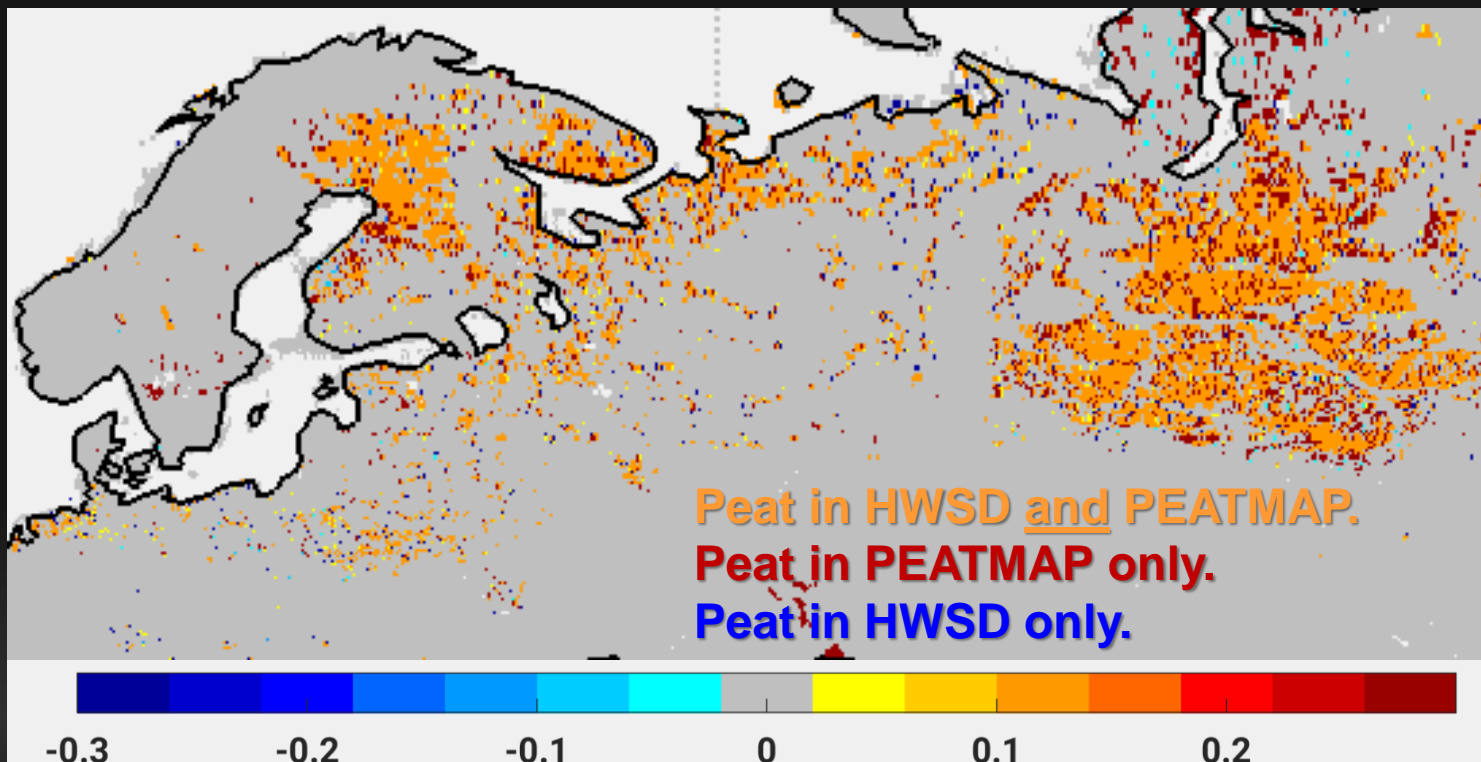 Peat in HWSD and PEATMAP.
Peat in PEATMAP only.
Peat in HWSD only.
-0.3 -0.2 -0.1 0 0.1 0.2